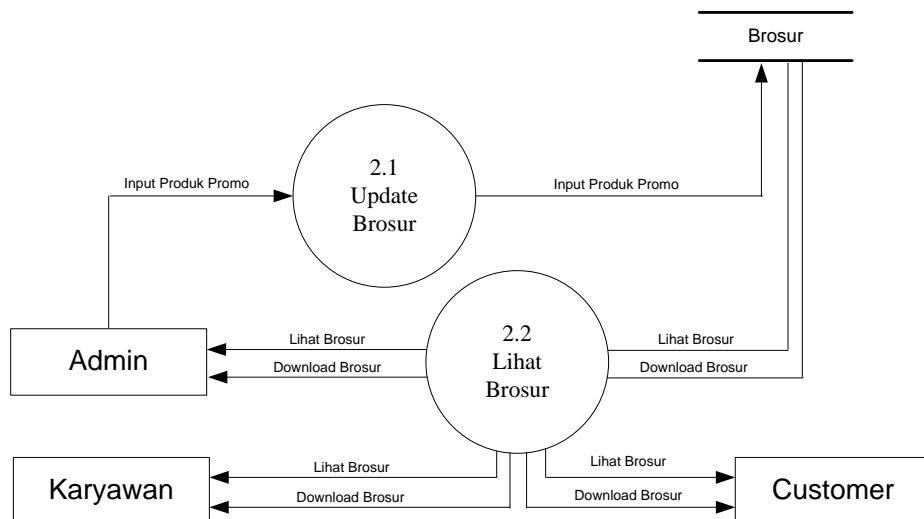 Brosur
2.1
Update
Brosur
Input Produk Promo
Input Produk Promo
2.2
Lihat
Brosur
Lihat Brosur
Download Brosur
Lihat Brosur
Download Brosur
Admin
Karyawan
Lihat Brosur
Download Brosur
Lihat Brosur
Download Brosur
Customer